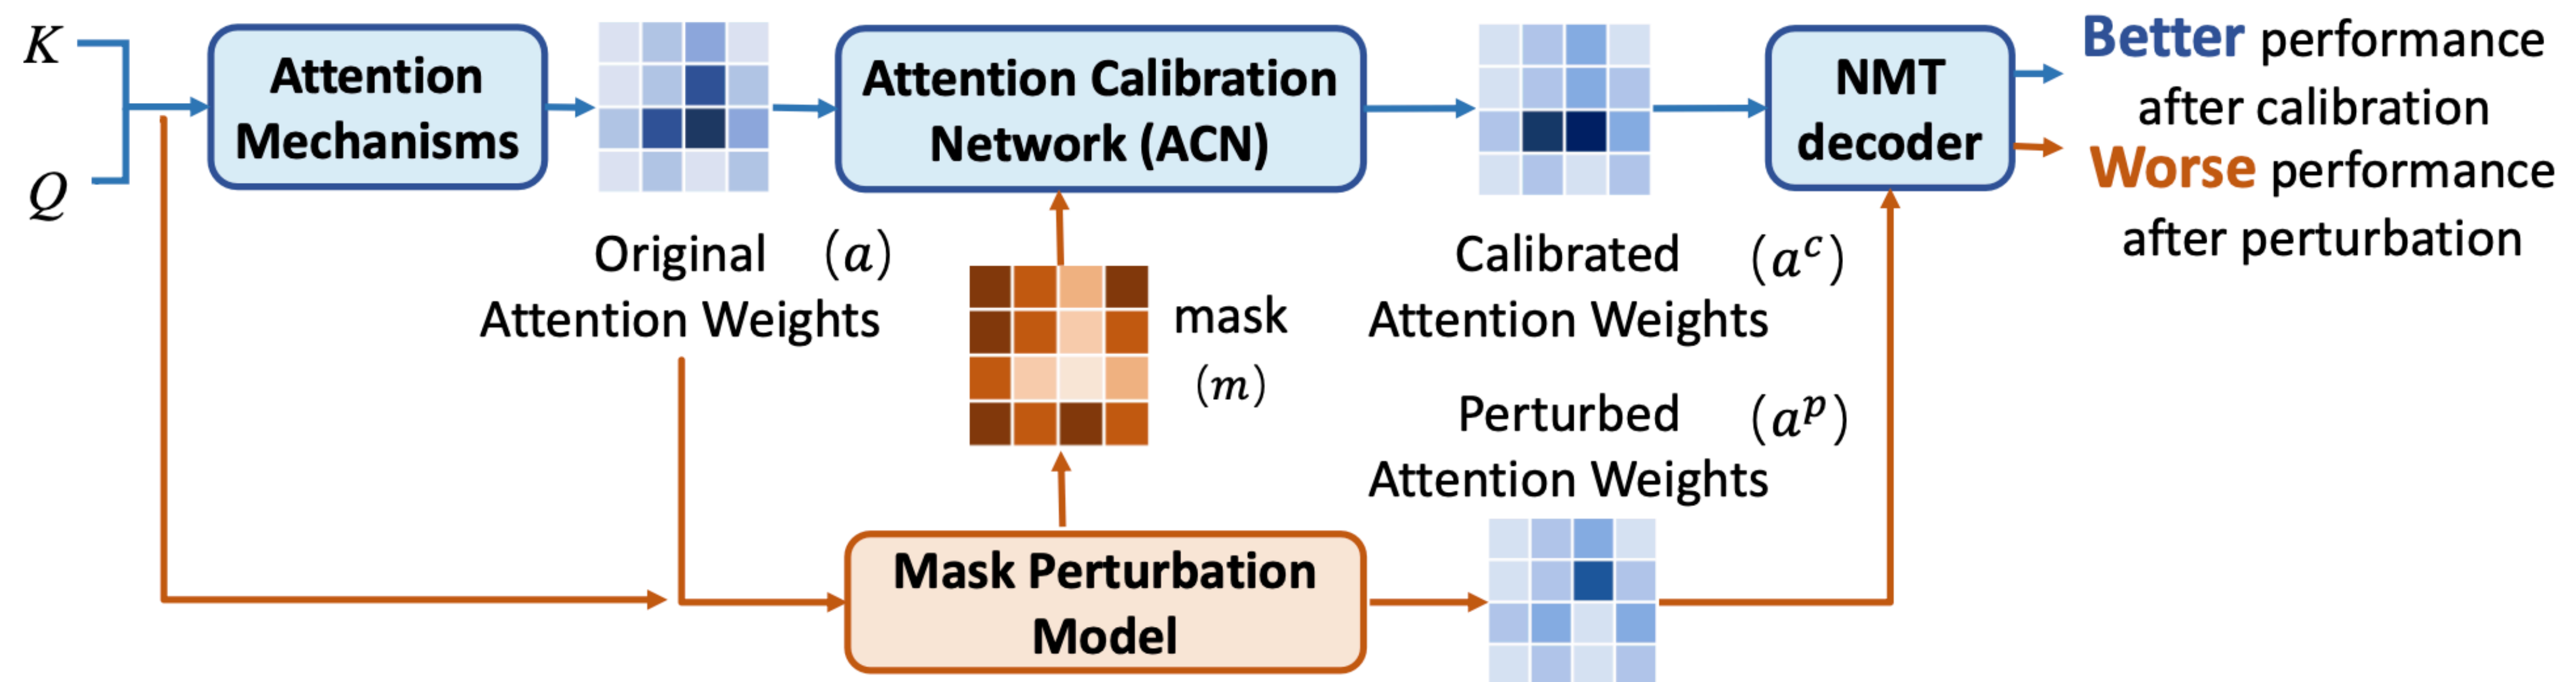 K
Q
Attention
Mechanisms
Original (a)
Attention Weights
Attention Calibration
Network (ACN)
mask
(m)
Mask Perturbation
Model
Calibrated (a^c)
Attention Weights
Perturbed (a^p)
Attention Weights
NMT
decoder
Better performance
after calibration
Worse performance
after perturbation